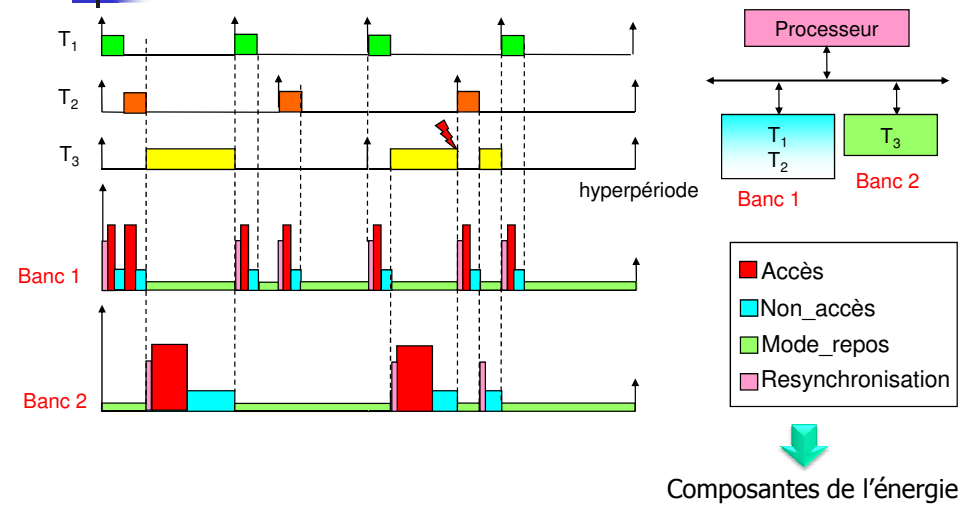 T1
T2
T3
hyperpériode
Banc 1
Banc 2
Processeur
T1
T2
T3
Banc 1
Banc 2
Accès
Non_accès
Mode_repos
Resynchronisation
Composantes de l'énergie